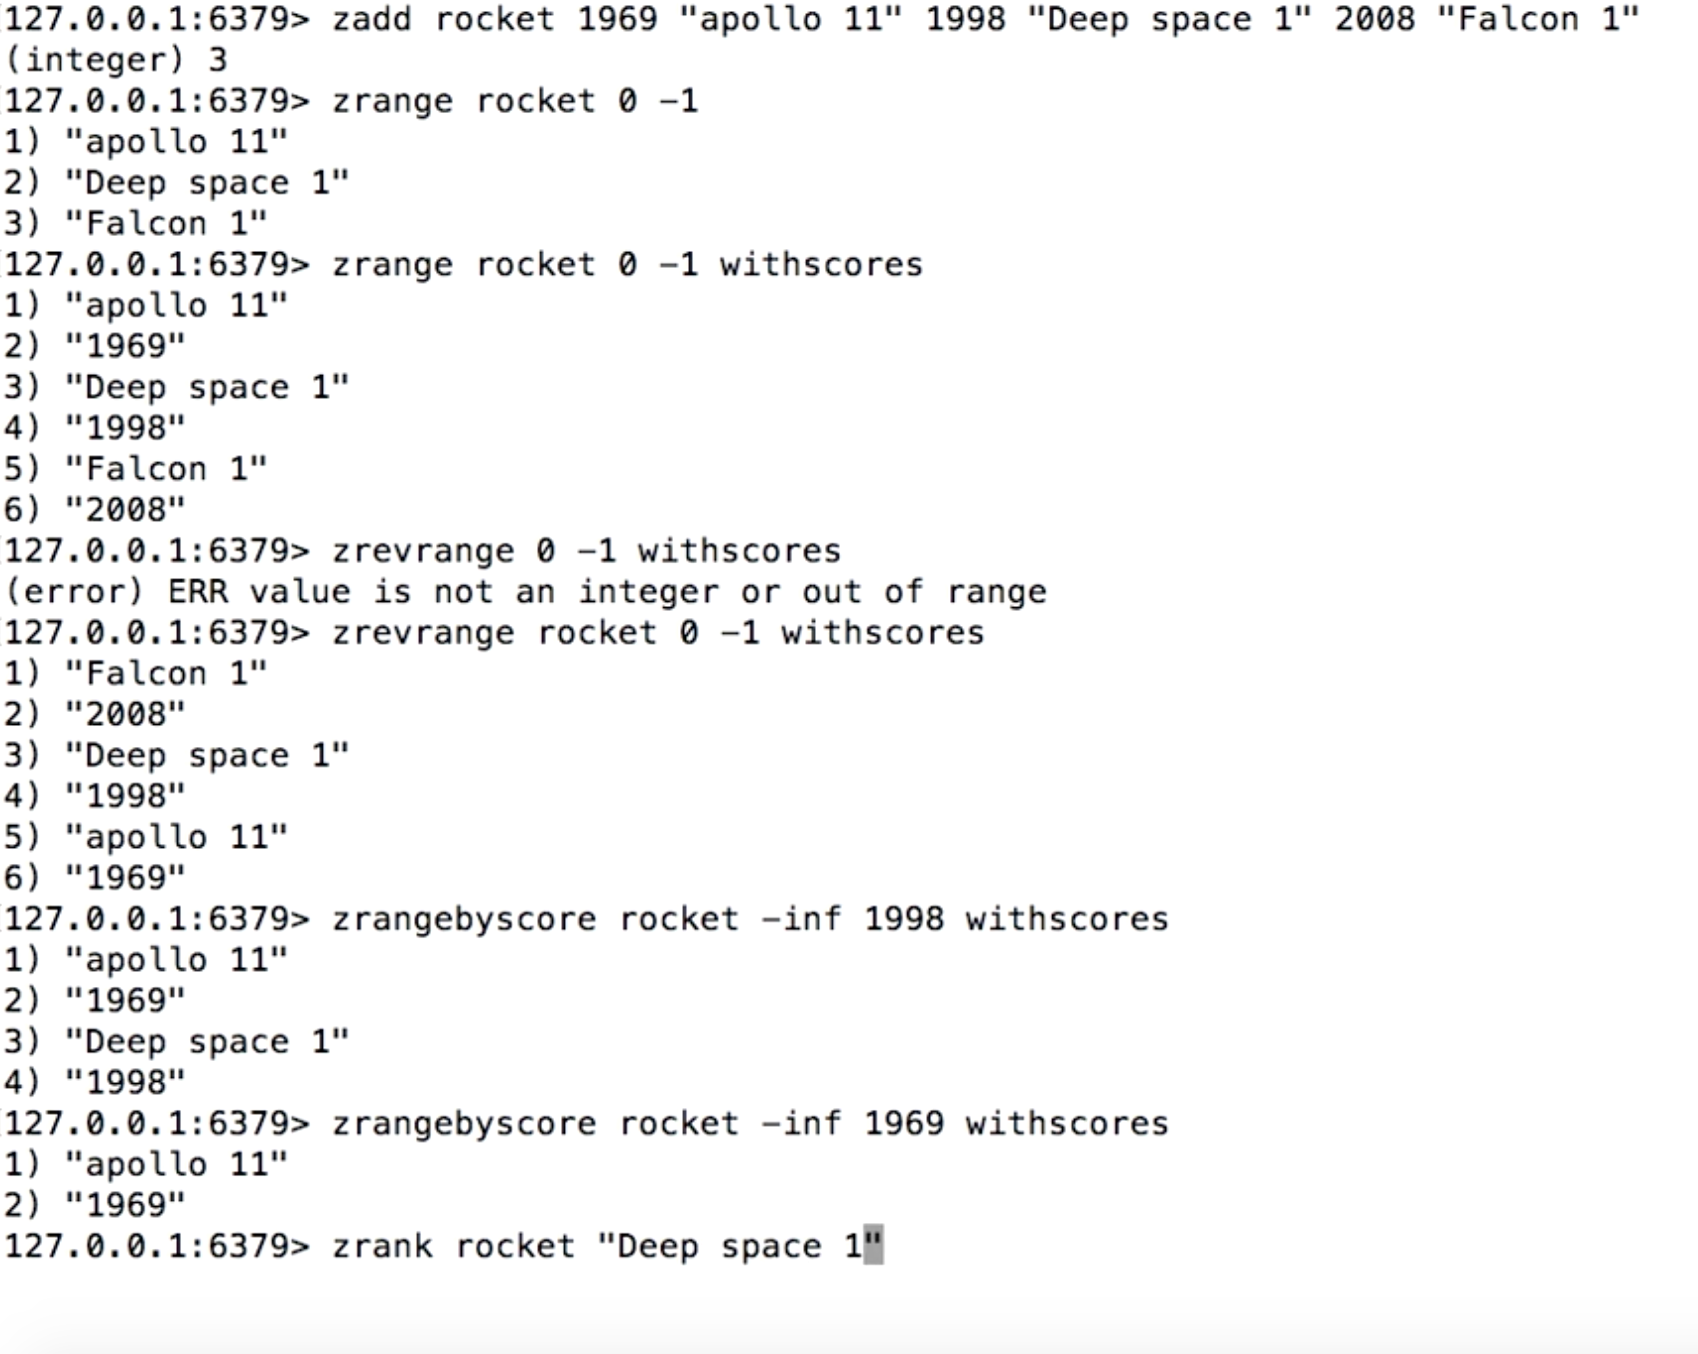 127.0.0.1:6379> zadd rocket 1969 "apollo 11" 1998 "Deep space 1" 2008 "Falcon 1"
(integer) 3
127.0.0.1:6379> zrange rocket 0 -1
1) "apollo 11"
2) "Deep space 1"
3) "Falcon 1"
127.0.0.1:6379> zrange rocket 0 -1 withscores
1) "apollo 11"
2) "1969"
3) "Deep space 1"
4) "1998"
5) "Falcon 1"
6) "2008"
127.0.0.1:6379> zrevrange 0 -1 withscores
(error) ERR value is not an integer or out of range
127.0.0.1:6379> zrevrange rocket 0 -1 withscores
1) "Falcon 1"
2) "2008"
3) "Deep space 1"
4) "1998"
5) "apollo 11"
6) "1969"
127.0.0.1:6379> zrangebyscore rocket -inf 1998 withscores
1) "apollo 11"
2) "1969"
3) "Deep space 1"
4) "1998"
127.0.0.1:6379> zrangebyscore rocket -inf 1969 withscores
1) "apollo 11"
2) "1969"
127.0.0.1:6379> zrank rocket "Deep space 1"